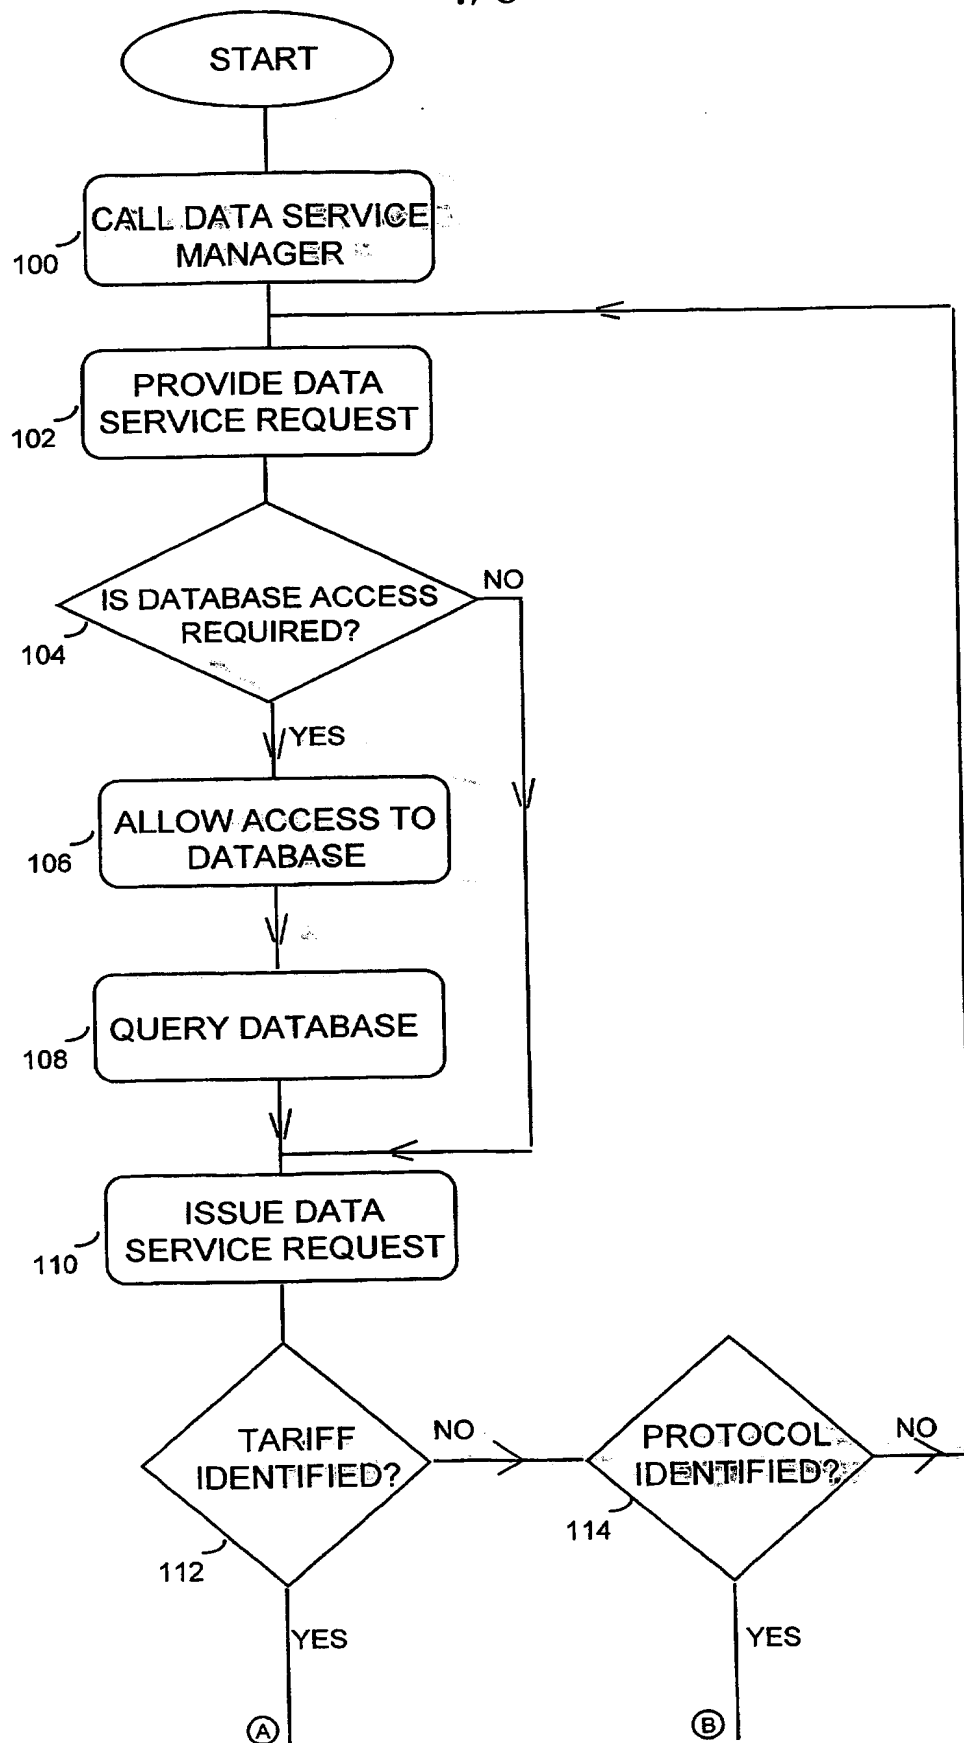 START
CALL DATA SERVICE
MANAGER
100
PROVIDE DATA
SERVICE REQUEST
102
NO
IS DATABASE ACCESS
REQUIRED?
104
YES
ALLOW ACCESS TO
DATABASE
106
QUERY DATABASE
108
ISSUE DATA
SERVICE REQUEST
110
TARIFF
IDENTIFIED?
112
NO
PROTOCOL
IDENTIFIED?
114
NO
YES
YES
A
B